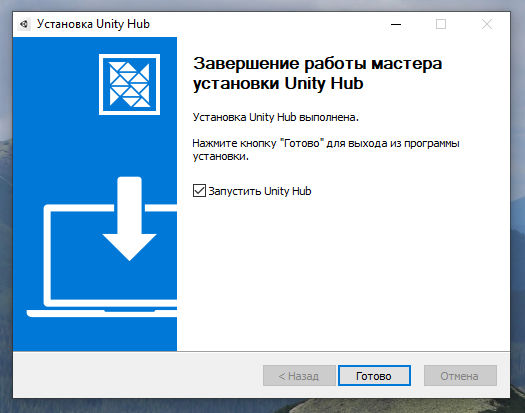 Установка Unity Hub
Завершение работы мастера
установки Unity Hub
Установка Unity Hub выполнена.
Нажмите кнопку "Готово" для выхода из программы
установки.
Запустить Unity Hub
< Назад
Готово
Отмена